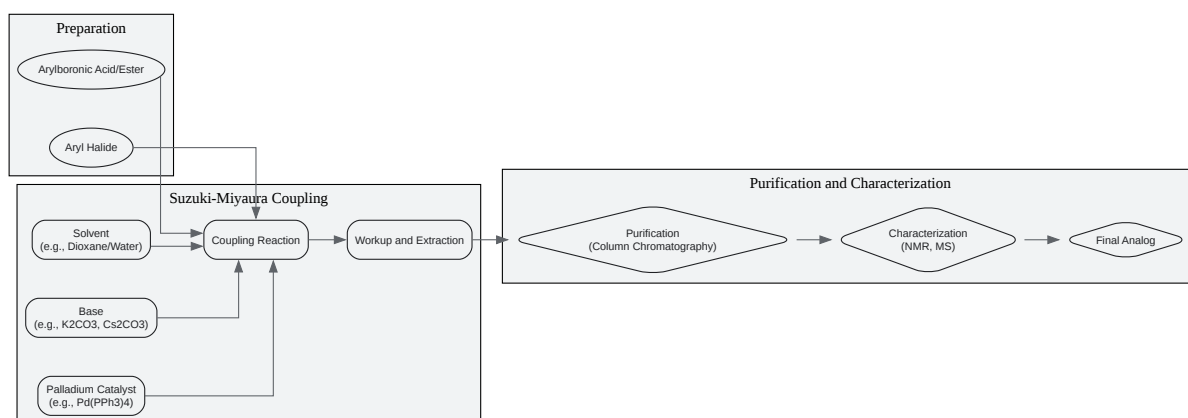 Preparation
Arylboronic Acid/Ester
Aryl Halide
Suzuki-Miyaura Coupling
Solvent
(e.g., Dioxane/Water)
Coupling Reaction
Workup and Extraction
Base
(e.g., K2CO3, Cs2CO3)
Palladium Catalyst
(e.g., Pd(PPh3)4)
Purification and Characterization
Purification
(Column Chromatography)
Characterization
(NMR, MS)
Final Analog